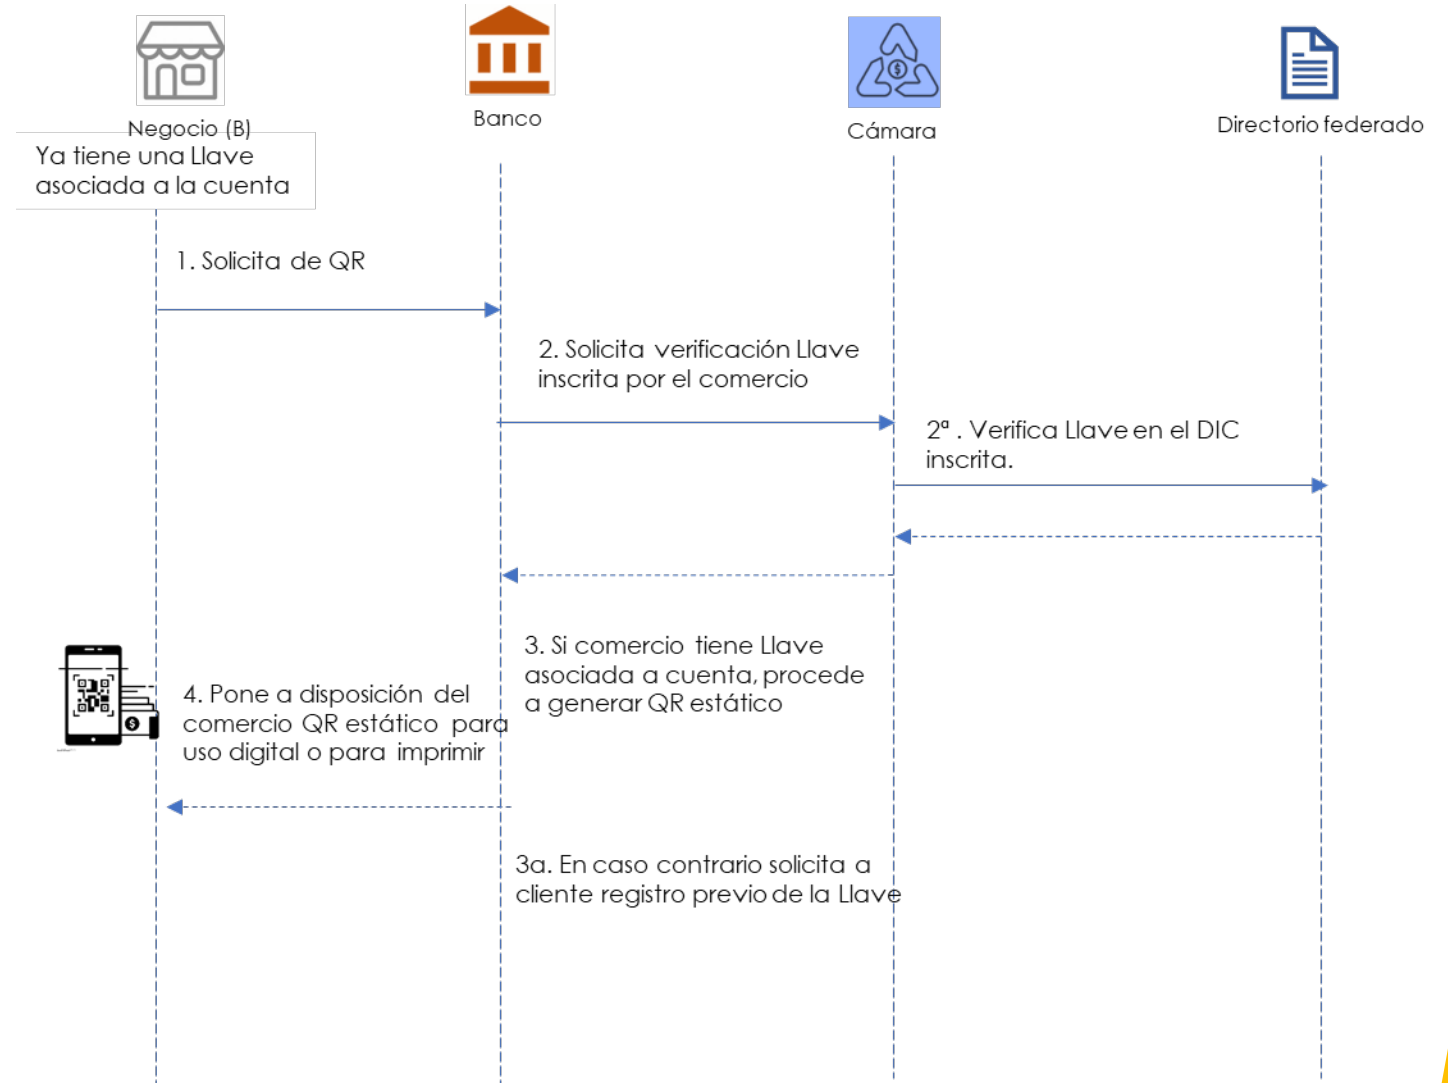 Negocio (B)
Banco
Cámara
Directorio federado
Ya tiene una Llave
asociada a la cuenta
1. Solicita de QR
2. Solicita verificación Llave
inscrita por el comercio
2ª . Verifica Llave en el DIC
inscrita.
3. Si comercio tiene Llave
asociada a cuenta, procede
a generar QR estático
4. Pone a disposición del
comercio QR estático para
uso digital o para imprimir
3a. En caso contrario solicita a
cliente registro previo de la Llave